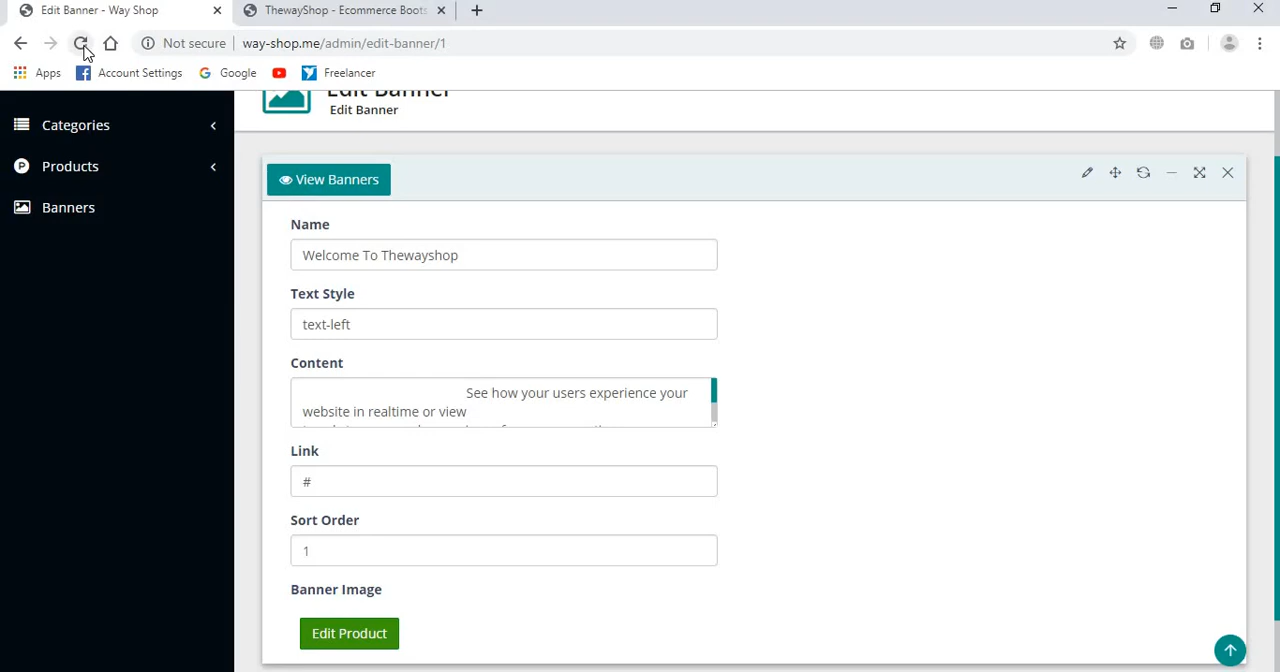 Edit Banner - Way Shop
ThewayShop - Ecommerce Boots
Not secure
way-shop.me/admin/edit-banner/1
Apps
Account Settings
Google
Freelancer
Edit Banner
Edit Banner
Categories
Products
Banners
View Banners
Name
Welcome To Thewayshop
Text Style
text-left
Content
See how your users experience your
website in realtime or view
Link
#
Sort Order
1
Banner Image
Edit Product